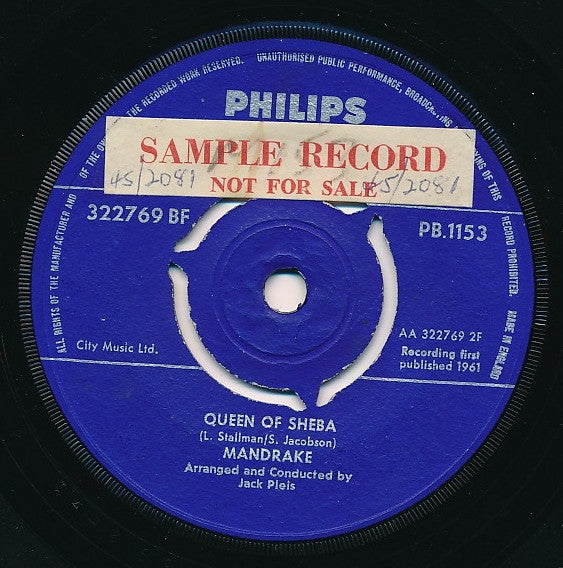 ALL RIGHTS OF THE MANUFACTURER AND OF THE OW THE RECORDED WORK RESERVED. UNAUTHORISED PUBLIC PERFORMANCE, BROADCASTING AND COPYING OF THIS RECORD PROHIBITED. MADE IN ENGLAND
PHILIPS
SAMPLE RECORD
45/2081 NOT FOR SALE 45/2081
322769 BF PB.1153
City Music Ltd. AA 322769 2F
Recording first
published 1961
QUEEN OF SHEBA
(L. Stallman/S. Jacobson)
MANDRAKE
Arranged and Conducted by
Jack Pleis